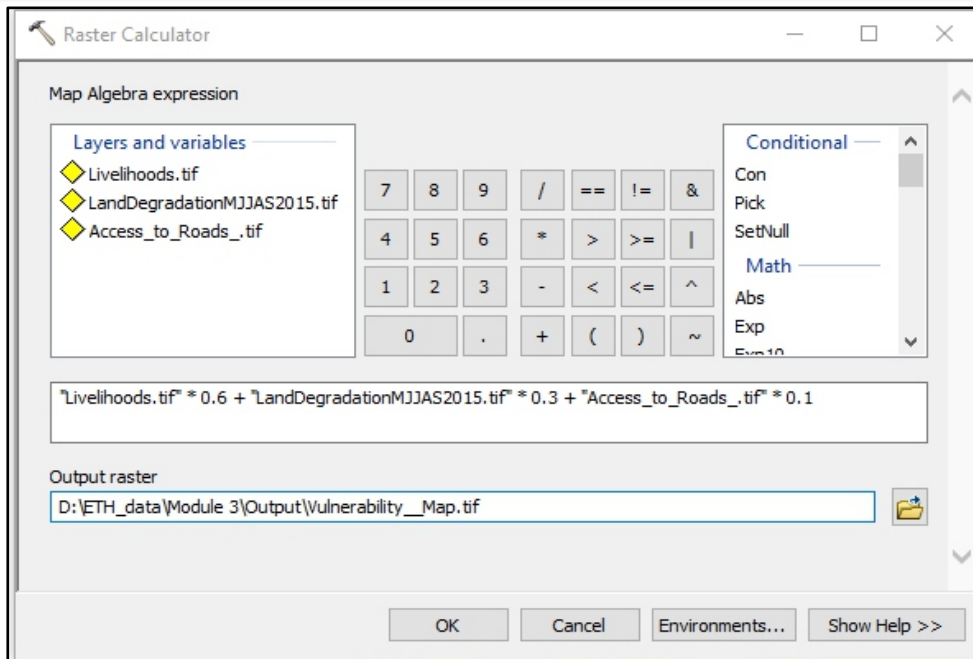 Raster Calculator
Map Algebra expression
Layers and variables
Livelihoods.tif
LandDegradationMJJAS2015.tif
Access_to_Roads_.tif
7 8 9 / == != &
4 5 6 * > >= |
1 2 3 - < <= ^
0 . + ( ) ~
Conditional
Con
Pick
SetNull
Math
Abs
Exp
Exp10
"Livelihoods.tif" * 0.6 + "LandDegradationMJJAS2015.tif" * 0.3 + "Access_to_Roads_.tif" * 0.1
Output raster
D:\ETH_data\Module 3\Output\Vulnerability__Map.tif
OK Cancel Environments... Show Help >>